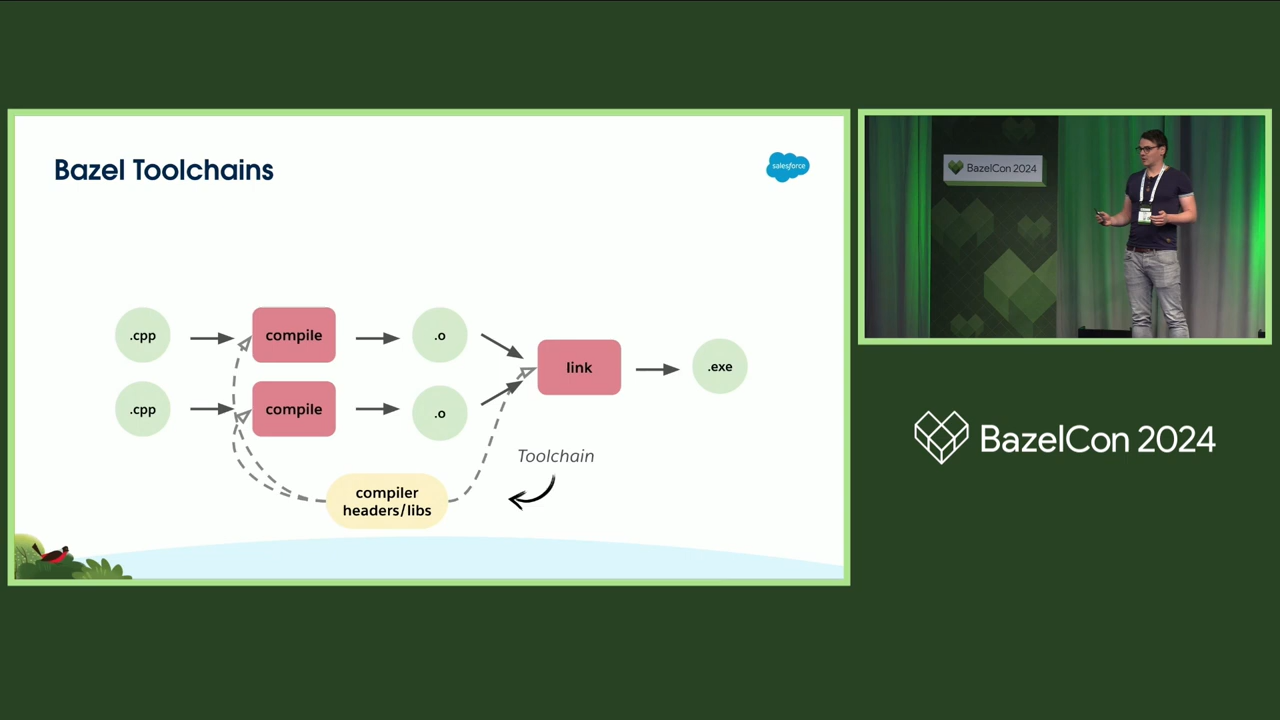 Bazel Toolchains
salesforce
.cpp
compile
.o
.cpp
compile
.o
link
.exe
Toolchain
compiler
headers/libs
BazelCon 2024
BazelCon 2024